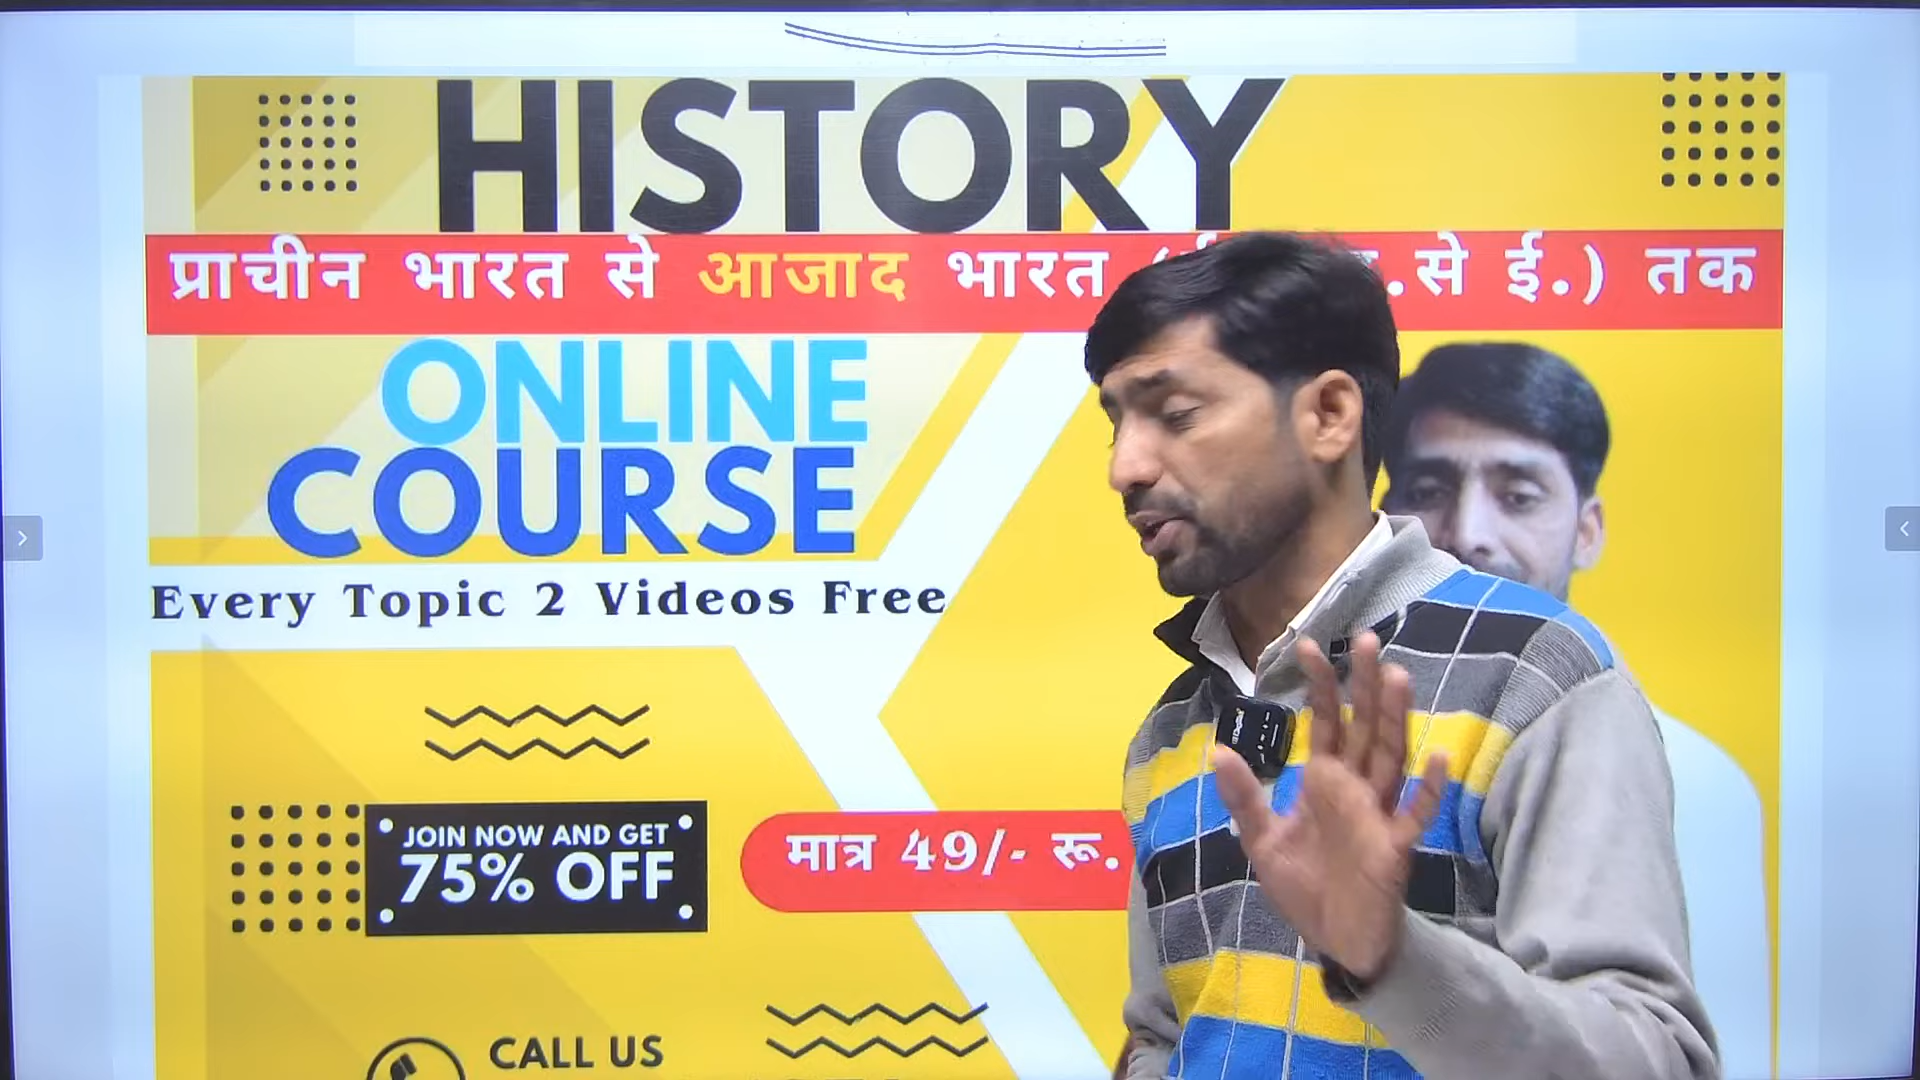 HISTORY
प्राचीन भारत से आजाद भारत .से ई.) तक
ONLINE
COURSE
Every Topic 2 Videos Free
JOIN NOW AND GET
75% OFF
मात्र 49/- रू.
CALL US